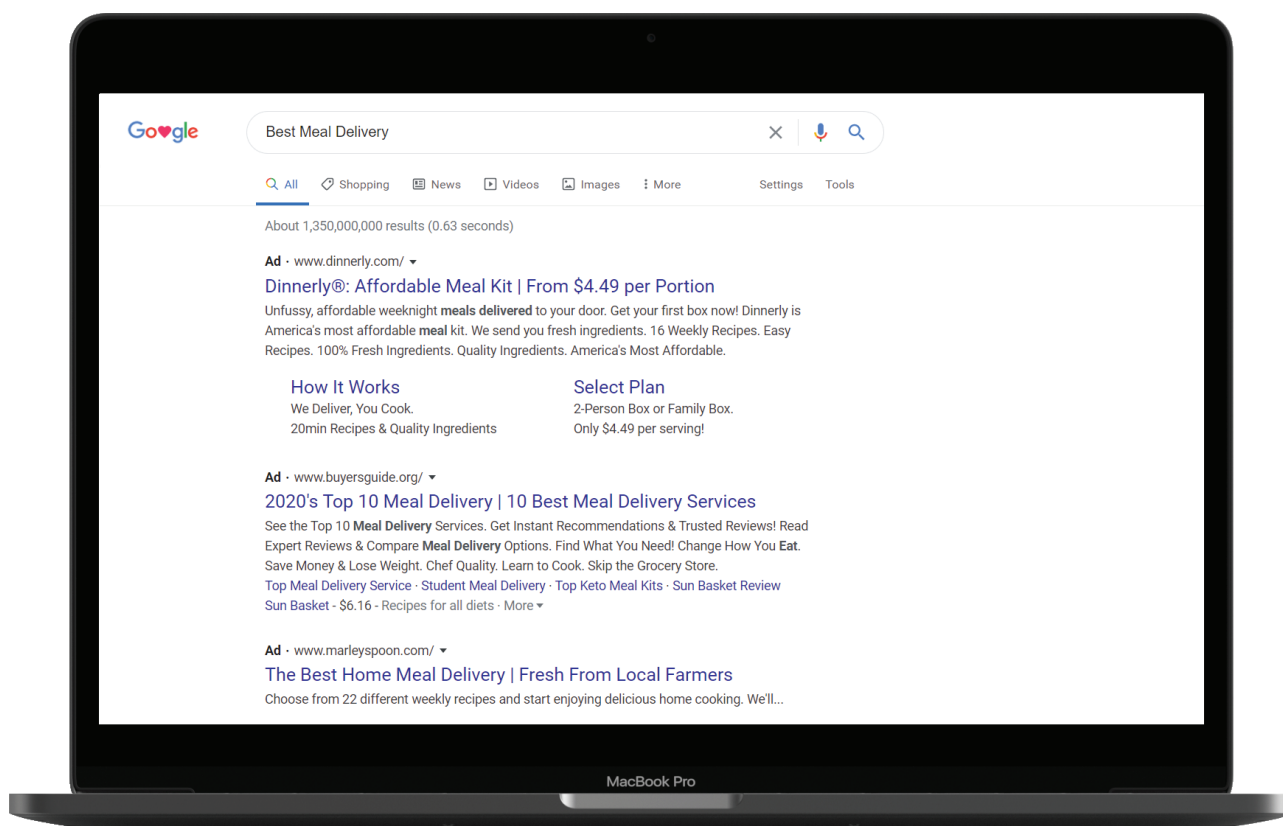 Go♥gle
Best Meal Delivery
All Shopping News Videos Images More Settings Tools
About 1,350,000,000 results (0.63 seconds)
Ad · www.dinnerly.com/
Dinnerly®: Affordable Meal Kit | From $4.49 per Portion
Unfussy, affordable weeknight meals delivered to your door. Get your first box now! Dinnerly is
America's most affordable meal kit. We send you fresh ingredients. 16 Weekly Recipes. Easy
Recipes. 100% Fresh Ingredients. Quality Ingredients. America's Most Affordable.
How It Works
We Deliver, You Cook.
20min Recipes & Quality Ingredients
Select Plan
2-Person Box or Family Box.
Only $4.49 per serving!
Ad · www.buyersguide.org/
2020's Top 10 Meal Delivery | 10 Best Meal Delivery Services
See the Top 10 Meal Delivery Services. Get Instant Recommendations & Trusted Reviews! Read
Expert Reviews & Compare Meal Delivery Options. Find What You Need! Change How You Eat.
Save Money & Lose Weight. Chef Quality. Learn to Cook. Skip the Grocery Store.
Top Meal Delivery Service · Student Meal Delivery · Top Keto Meal Kits · Sun Basket Review
Sun Basket - $6.16 - Recipes for all diets · More
Ad · www.marleyspoon.com/
The Best Home Meal Delivery | Fresh From Local Farmers
Choose from 22 different weekly recipes and start enjoying delicious home cooking. We'll...
MacBook Pro